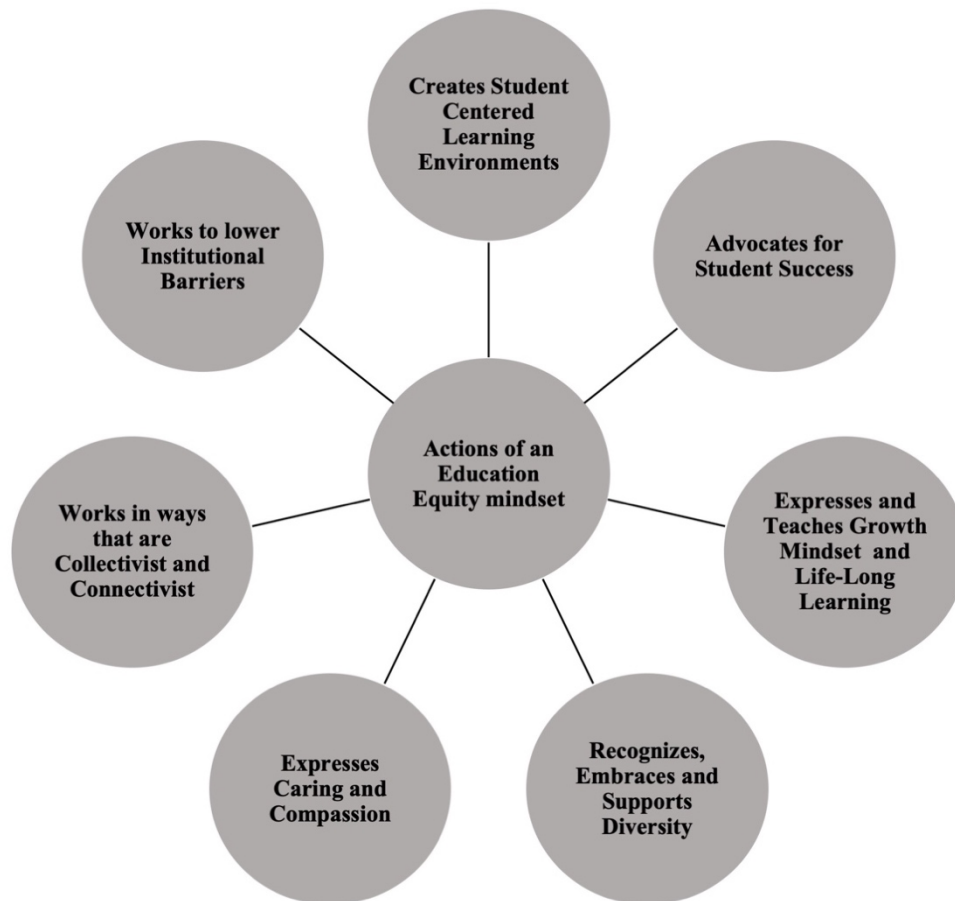 Creates Student
Centered
Learning
Environments
Works to lower
Institutional
Barriers
Advocates for
Student Success
Actions of an
Education
Equity mindset
Works in ways
that are
Collectivist and
Connectivist
Expresses and
Teaches Growth
Mindset and
Life-Long
Learning
Expresses
Caring and
Compassion
Recognizes,
Embraces and
Supports
Diversity